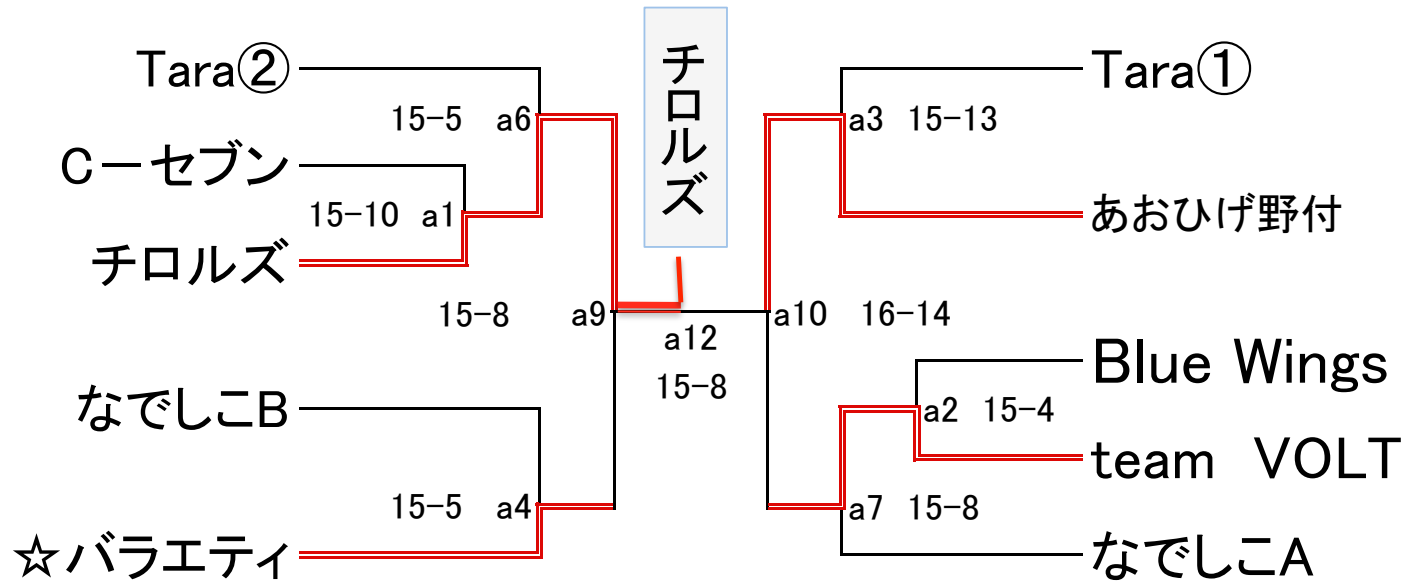 Tara②
15-5 a6
C-セブン
15-10 a1
チロルズ
15-8 a9
なでしこB
15-5 a4
☆バラエティ
チロルズ
a12
15-8
Tara①
a3 15-13
あおひげ野付
a10 16-14
Blue Wings
a2 15-4
team VOLT
a7 15-8
なでしこA